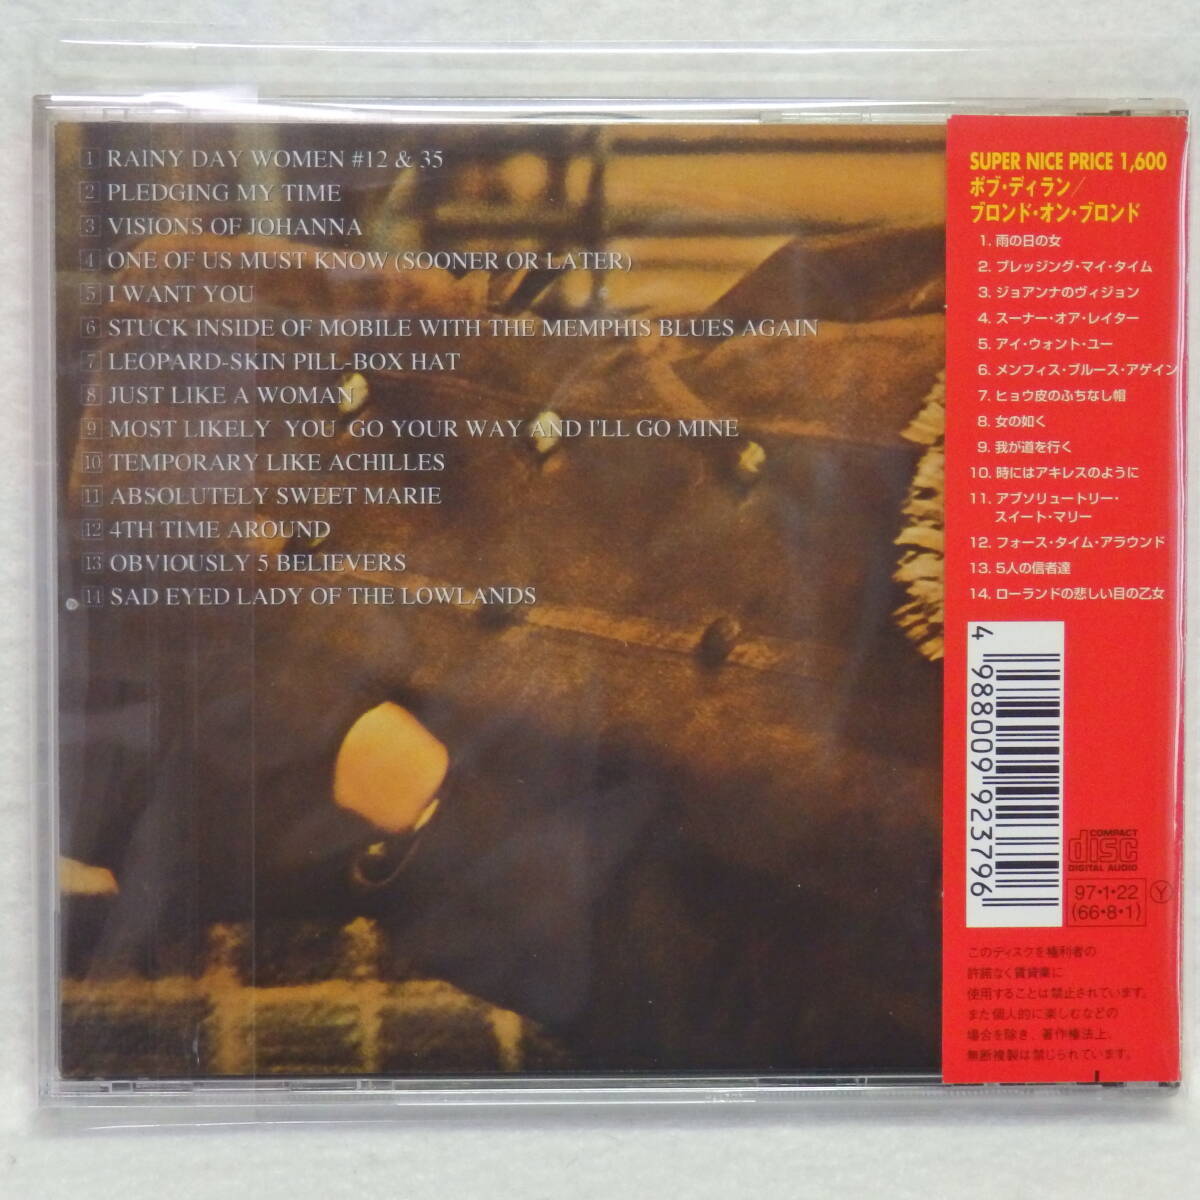 1 RAINY DAY WOMEN #12 & 35
2 PLEDGING MY TIME
3 VISIONS OF JOHANNA
4 ONE OF US MUST KNOW (SOONER OR LATER)
5 I WANT YOU
6 STUCK INSIDE OF MOBILE WITH THE MEMPHIS BLUES AGAIN
7 LEOPARD-SKIN PILL-BOX HAT
8 JUST LIKE A WOMAN
9 MOST LIKELY YOU GO YOUR WAY AND I'LL GO MINE
10 TEMPORARY LIKE ACHILLES
11 ABSOLUTELY SWEET MARIE
12 4TH TIME AROUND
13 OBVIOUSLY 5 BELIEVERS
14 SAD EYED LADY OF THE LOWLANDS
SUPER NICE PRICE 1,600
ボブ・ディラン/
ブロンド・オン・ブロンド
1. 雨の日の女
2. プレッジング・マイ・タイム
3. ジョアンナのヴィジョン
4. スーナー・オア・レイター
5. アイ・ウォント・ユー
6. メンフィス・ブルース・アゲイン
7. ヒョウ皮のふちなし帽
8. 女の如く
9. 我が道を行く
10. 時にはアキレスのように
11. アブソリュートリー・
スイート・マリー
12. フォース・タイム・アラウンド
13. 5人の信者達
14. ローランドの悲しい目の乙女
4 988009 923796
COMPACT
disc
DIGITAL AUDIO
97・1・22 Y
(66・8・1)
このディスクを権利者の
許諾なく賃貸業に
使用することは禁止されています。
また個人的に楽しむなどの
場合を除き、著作権法上、
無断複製は禁じられています。